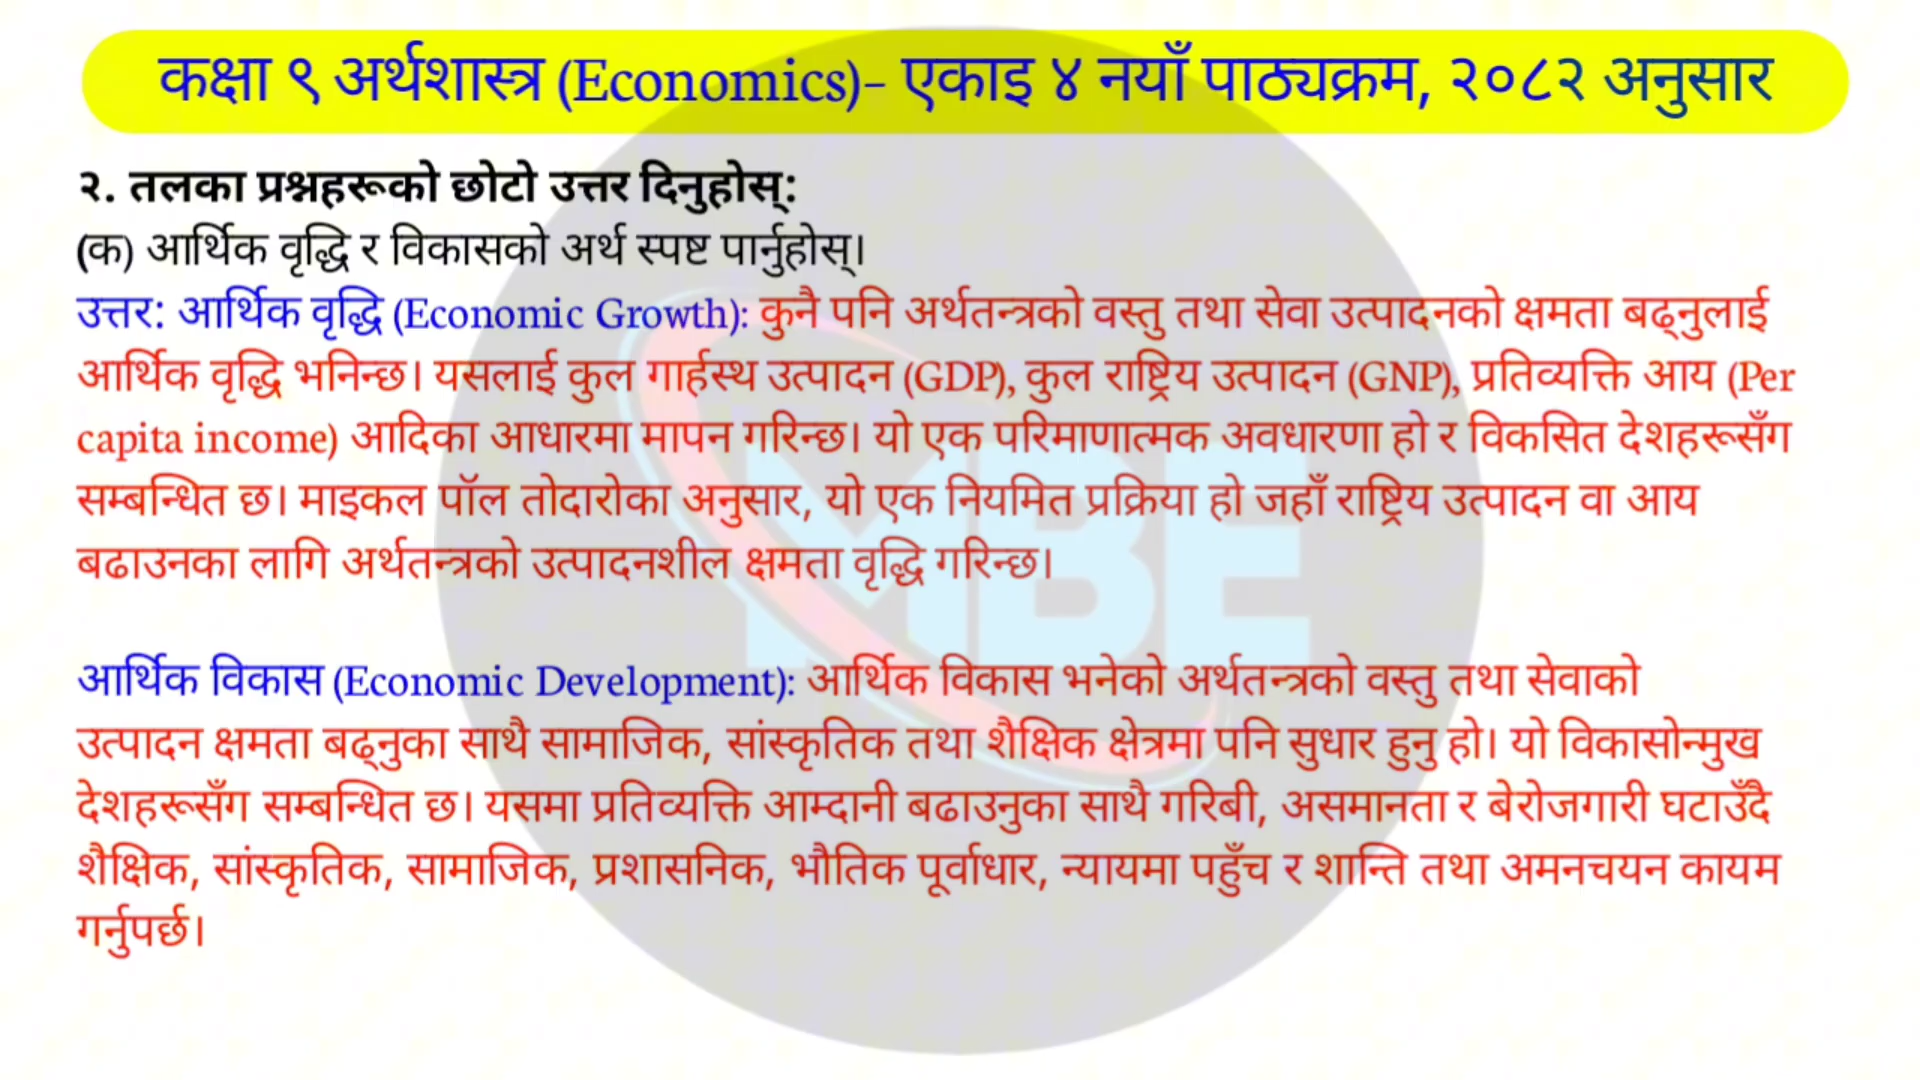 कक्षा ९ अर्थशास्त्र (Economics)- एकाइ ४ नयाँ पाठ्यक्रम, २०८२ अनुसार
२. तलका प्रश्नहरूको छोटो उत्तर दिनुहोस्:
(क) आर्थिक वृद्धि र विकासको अर्थ स्पष्ट पार्नुहोस्।
उत्तर: आर्थिक वृद्धि (Economic Growth): कुनै पनि अर्थतन्त्रको वस्तु तथा सेवा उत्पादनको क्षमता बढ्नुलाई
आर्थिक वृद्धि भनिन्छ। यसलाई कुल गार्हस्थ उत्पादन (GDP), कुल राष्ट्रिय उत्पादन (GNP), प्रतिव्यक्ति आय (Per
capita income) आदिका आधारमा मापन गरिन्छ। यो एक परिमाणात्मक अवधारणा हो र विकसित देशहरूसँग
सम्बन्धित छ। माइकल पॉल तोदारोका अनुसार, यो एक नियमित प्रक्रिया हो जहाँ राष्ट्रिय उत्पादन वा आय
बढाउनका लागि अर्थतन्त्रको उत्पादनशील क्षमता वृद्धि गरिन्छ।
आर्थिक विकास (Economic Development): आर्थिक विकास भनेको अर्थतन्त्रको वस्तु तथा सेवाको
उत्पादन क्षमता बढ्नुका साथै सामाजिक, सांस्कृतिक तथा शैक्षिक क्षेत्रमा पनि सुधार हुनु हो। यो विकासोन्मुख
देशहरूसँग सम्बन्धित छ। यसमा प्रतिव्यक्ति आम्दानी बढाउनुका साथै गरिबी, असमानता र बेरोजगारी घटाउँदै
शैक्षिक, सांस्कृतिक, सामाजिक, प्रशासनिक, भौतिक पूर्वाधार, न्यायमा पहुँच र शान्ति तथा अमनचयन कायम
गर्नुपर्छ।
MBE